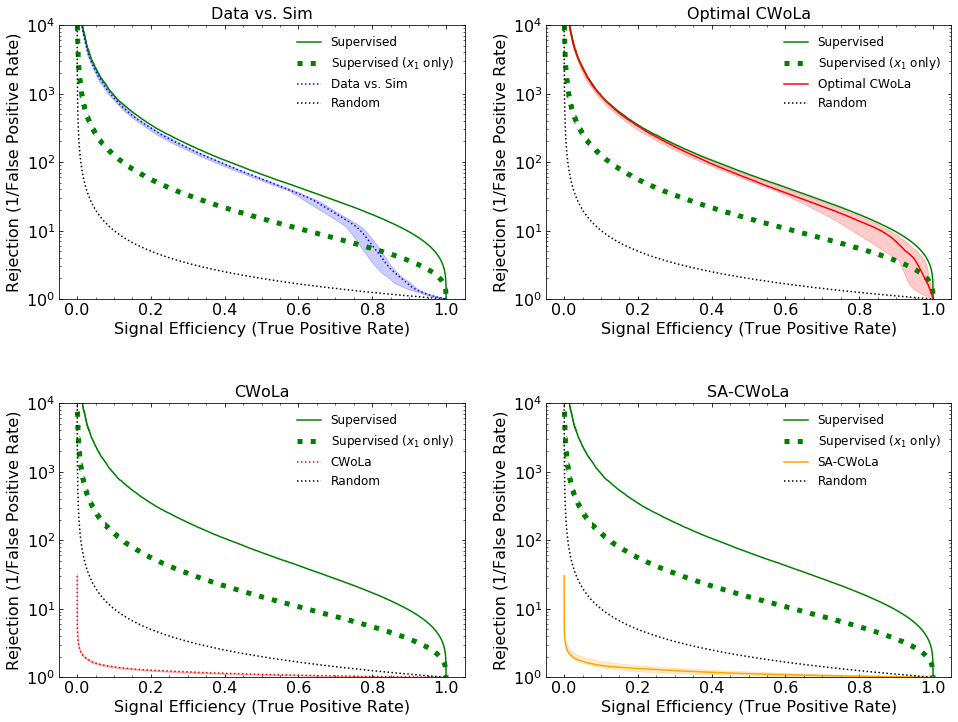 Data vs. Sim
Rejection (1/False Positive Rate)
10^4
10^3
10^2
10^1
10^0
Supervised
Supervised (x_1 only)
Data vs. Sim
Random
0.0 0.2 0.4 0.6 0.8 1.0
Signal Efficiency (True Positive Rate)
Optimal CWoLa
Rejection (1/False Positive Rate)
10^4
10^3
10^2
10^1
10^0
Supervised
Supervised (x_1 only)
Optimal CWoLa
Random
0.0 0.2 0.4 0.6 0.8 1.0
Signal Efficiency (True Positive Rate)
CWoLa
Rejection (1/False Positive Rate)
10^4
10^3
10^2
10^1
10^0
Supervised
Supervised (x_1 only)
CWoLa
Random
0.0 0.2 0.4 0.6 0.8 1.0
Signal Efficiency (True Positive Rate)
SA-CWoLa
Rejection (1/False Positive Rate)
10^4
10^3
10^2
10^1
10^0
Supervised
Supervised (x_1 only)
SA-CWoLa
Random
0.0 0.2 0.4 0.6 0.8 1.0
Signal Efficiency (True Positive Rate)